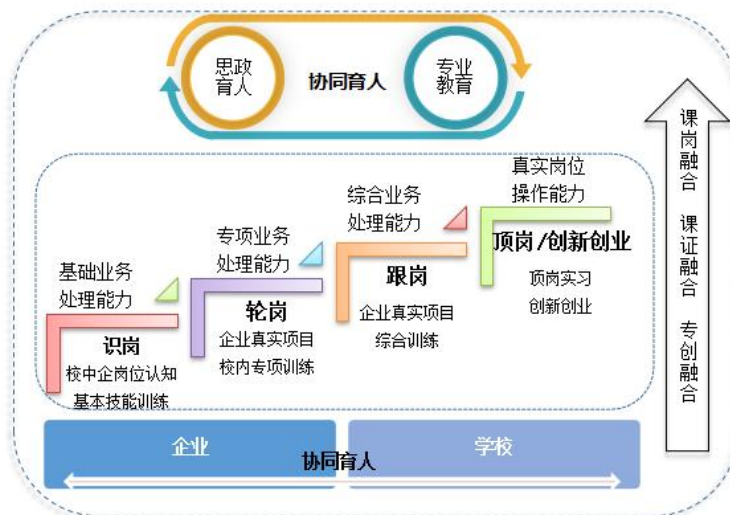 思政
育人
协同育人
专业
教育
课岗融合 课证融合 专创融合
真实岗位
操作能力
顶岗/创新创业
顶岗实习
创新创业
综合业务
处理能力
跟岗
企业真实项目
综合训练
专项业务
处理能力
轮岗
企业真实项目
校内专项训练
基础业务
处理能力
识岗
校中企岗位认知
基本技能训练
企业
学校
协同育人